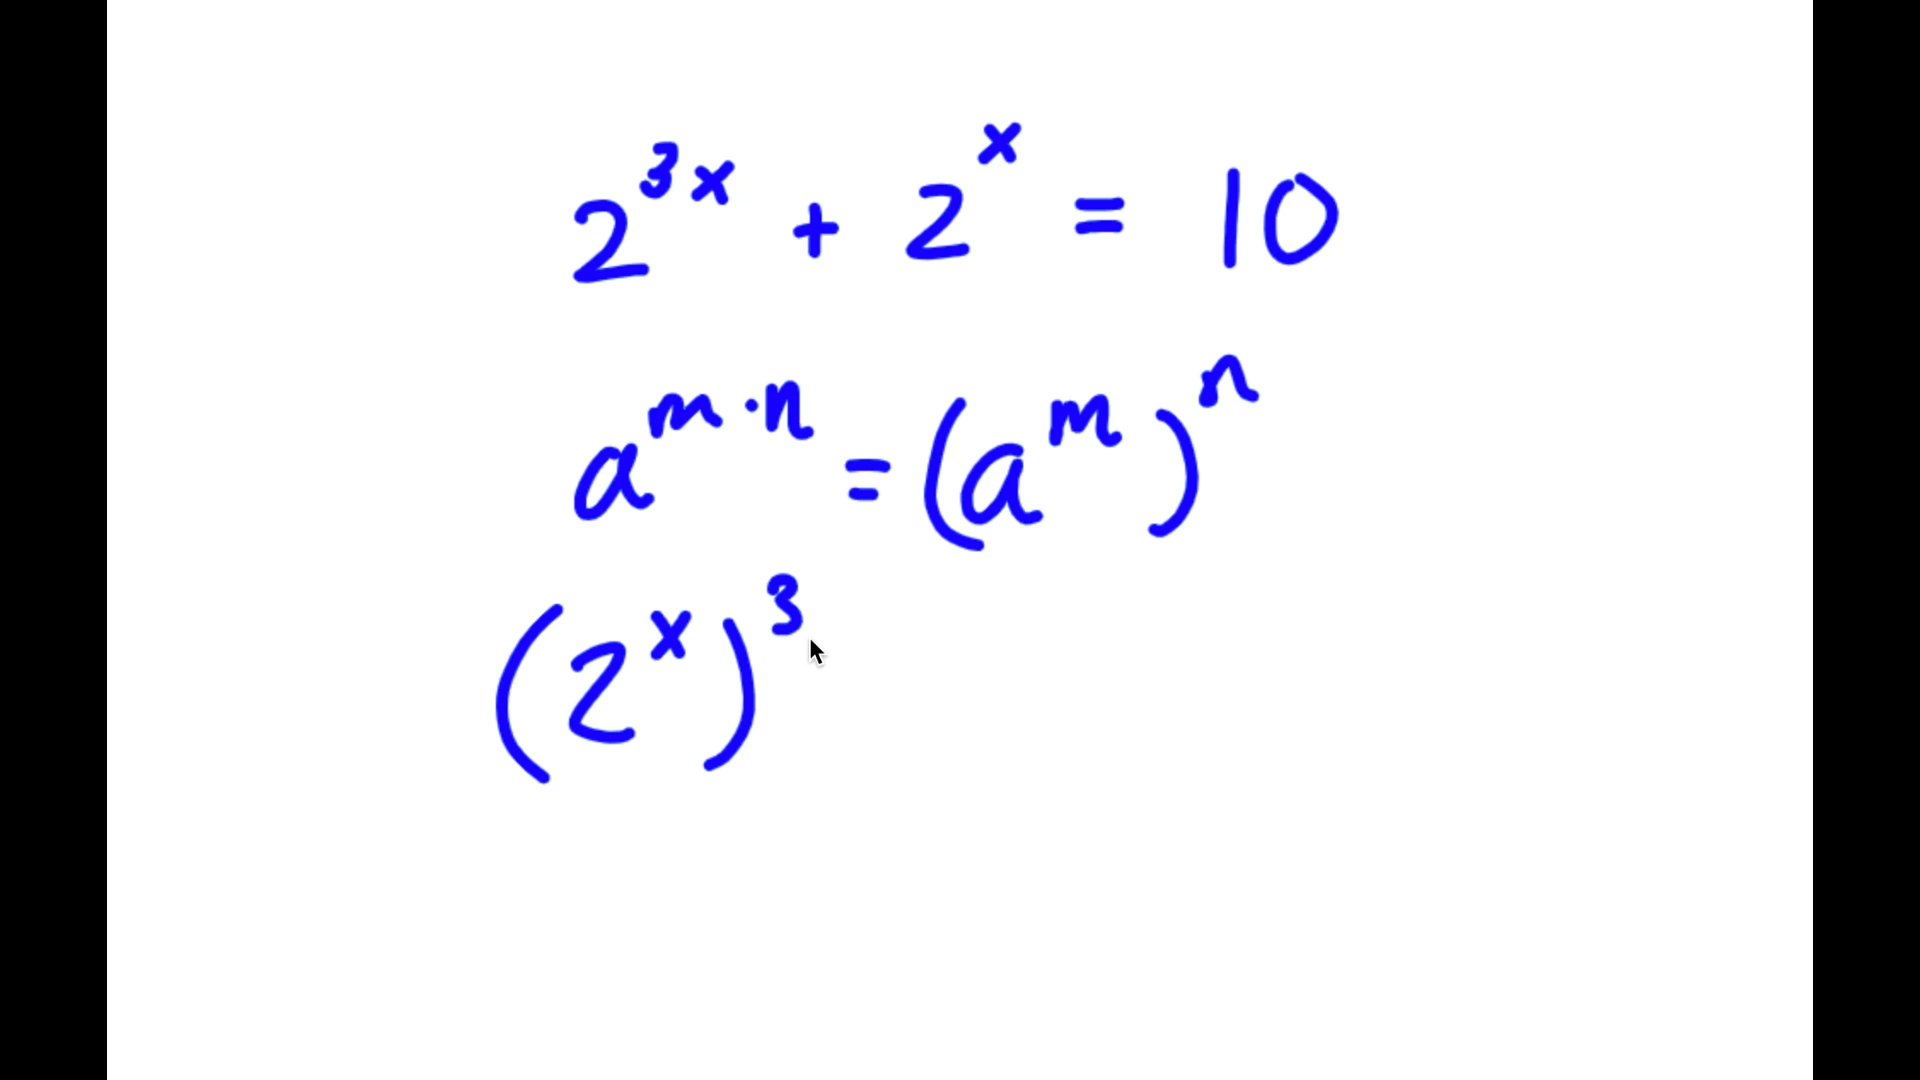 2^{3x} + 2^x = 10
a^{m·n} = (a^m)^n
(2^x)^3